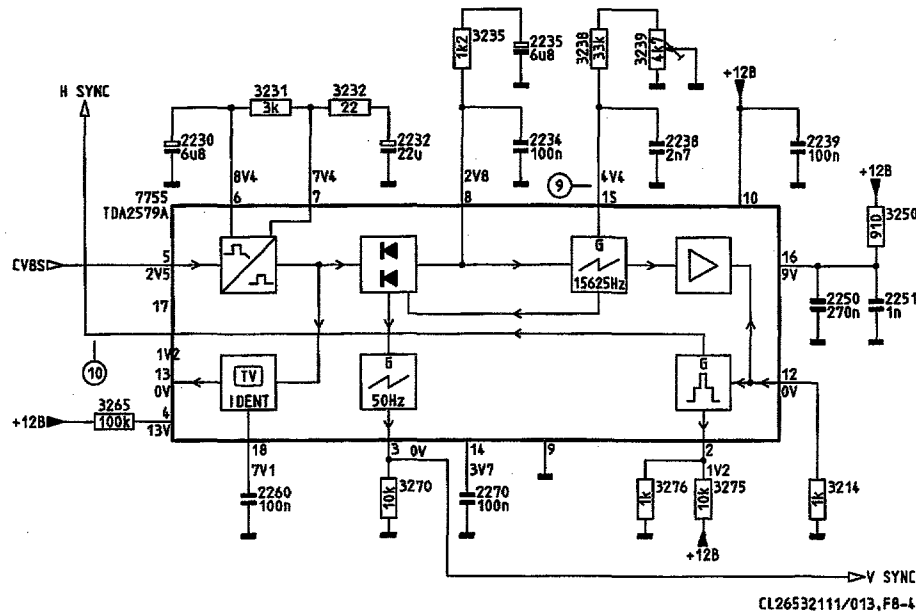 H SYNC
3231
3k
3232
22
2230
6u8
2232
22u
8V4
6
7V4
7
3235
1k2
2235
6u8
2234
100n
2V8
8
3238
33k
3239
4k7
2238
2n7
9
4V4
15
+12B
2239
100n
10
+12B
3250
910
7755
TDA2579A
CVBS
5
2V5
17
G
15625Hz
16
9V
2250
270n
2251
1n
10
1V2
13
0V
TV
IDENT
G
50Hz
G
12
0V
+12B
3265
100k
4
13V
18
7V1
2260
100n
3
0V
3270
10k
14
3V7
2270
100n
9
2
1V2
3276
1k
3275
10k
+12B
3214
1k
V SYNC
CL26532111/013,F8-4